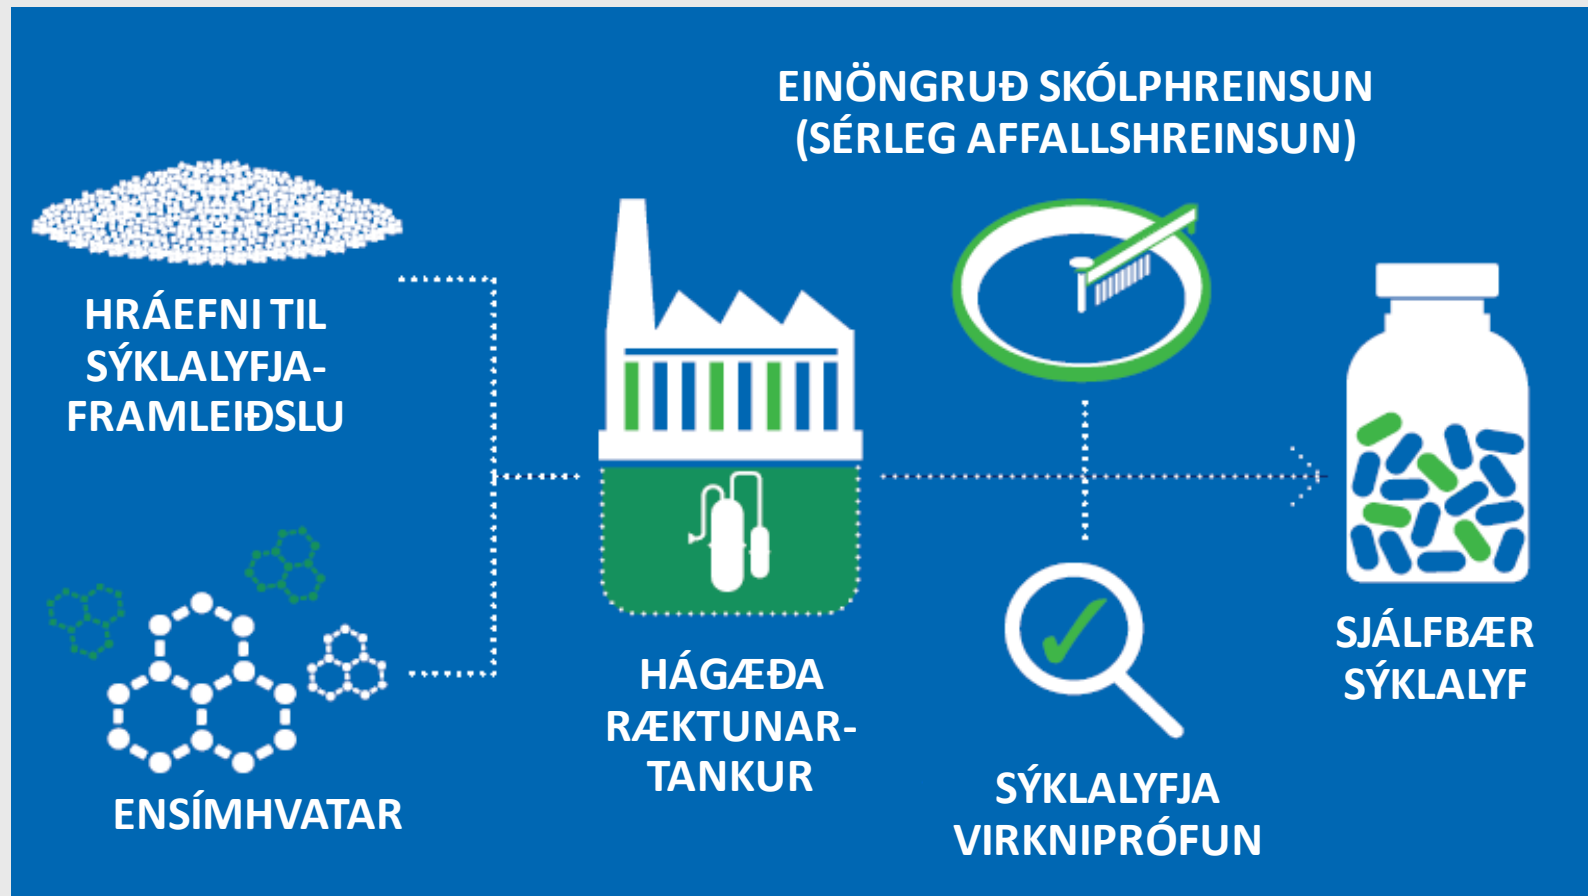 EINÖNGRUÐ SKÓLPHREINSUN
(SÉRLEG AFFALLSHREINSUN)
HRÁEFNI TIL
SÝKLALYFJA-
FRAMLEIÐSLU
ENSÍMHVATAR
HÁGÆÐA
RÆKTUNAR-
TANKUR
SÝKLALYFJA
VIRKNIPRÓFUN
SJÁLFBÆR
SÝKLALYF